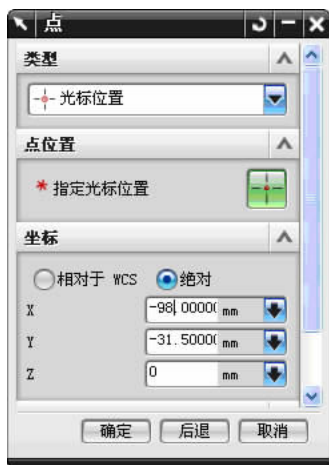 点
类型
光标位置
点位置
* 指定光标位置
坐标
相对于 WCS 绝对
X -98.00000 mm
Y -31.50000 mm
Z 0 mm
确定 后退 取消